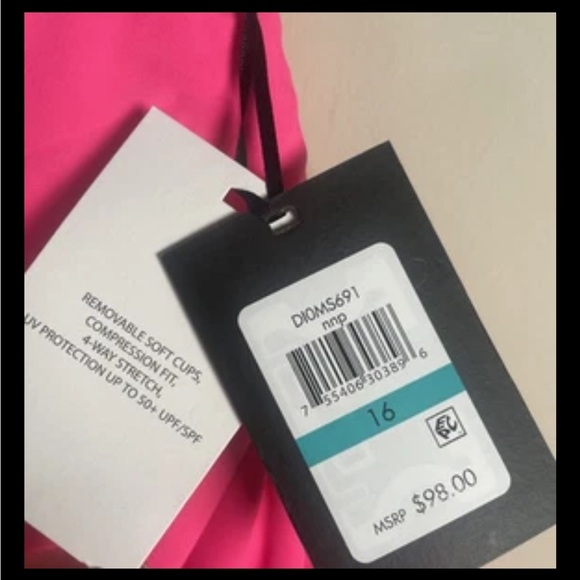 REMOVABLE SOFT CUPS,
COMPRESSION FIT,
4-WAY STRETCH,
UV PROTECTION UP TO 50+ UPF/SPF
DI0MS691
nnp
7 55406 30389 6
16
MSRP $98.00